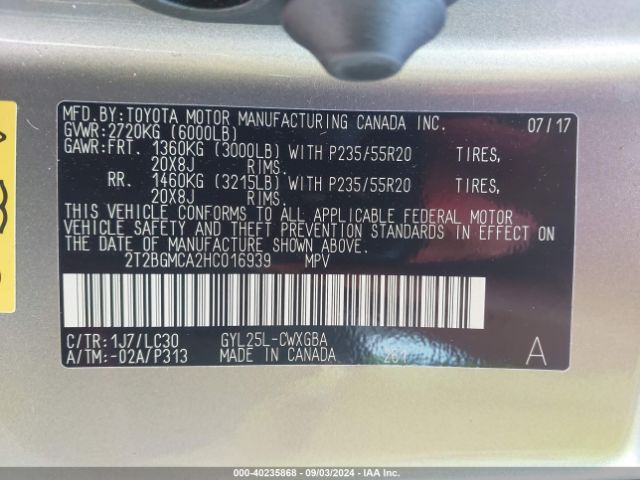 MFD.BY:TOYOTA MOTOR MANUFACTURING CANADA INC. 07/17
GVWR:2720KG (6000LB)
GAWR:FRT. 1360KG (3000LB) WITH P235/55R20 TIRES,
20X8J RIMS.
RR. 1460KG (3215LB) WITH P235/55R20 TIRES,
20X8J RIMS.
THIS VEHICLE CONFORMS TO ALL APPLICABLE FEDERAL MOTOR
VEHICLE SAFETY AND THEFT PREVENTION STANDARDS IN EFFECT ON
THE DATE OF MANUFACTURE SHOWN ABOVE.
2T2BGMCA2HC016939 MPV
C/TR:1J7/LC30 GYL25L-CWXGBA
A/TM:-02A/P313 MADE IN CANADA 261 A
STOCK #: 40235868 - 09/03/2024 - IAA Inc.